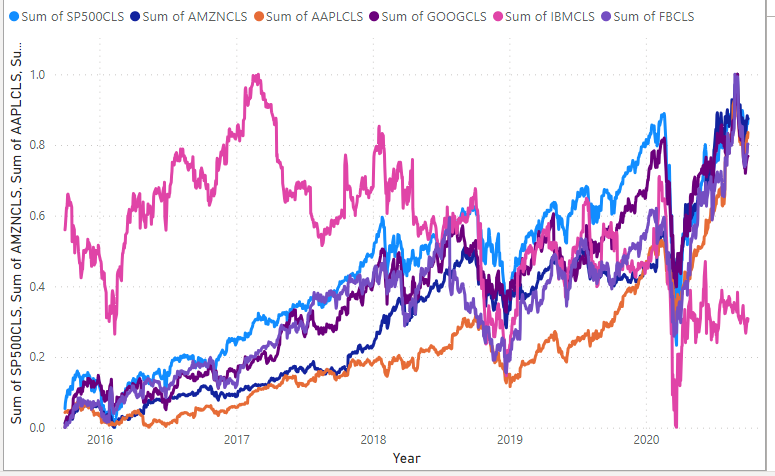 Sum of SP500CLS Sum of AMZNCLS Sum of AAPLCLS Sum of GOOGCLS Sum of IBMCLS Sum of FBCLS
Sum of SP500CLS, Sum of AMZNCLS, Sum of AAPLCLS, Su...
1.0
0.8
0.6
0.4
0.2
0.0
2016 2017 2018 2019 2020
Year